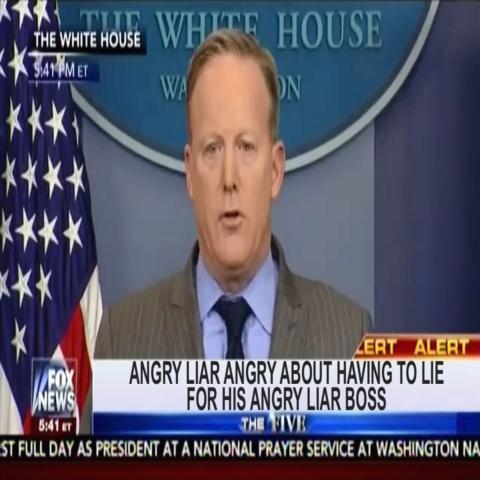 THE WHITE HOUSE
5:41 PM ET
THE WHITE HOUSE
WA ON
LERT ALERT
ANGRY LIAR ANGRY ABOUT HAVING TO LIE
FOR HIS ANGRY LIAR BOSS
FOX
NEWS
5:41 ET
THE FIVE
ST FULL DAY AS PRESIDENT AT A NATIONAL PRAYER SERVICE AT WASHINGTON NA